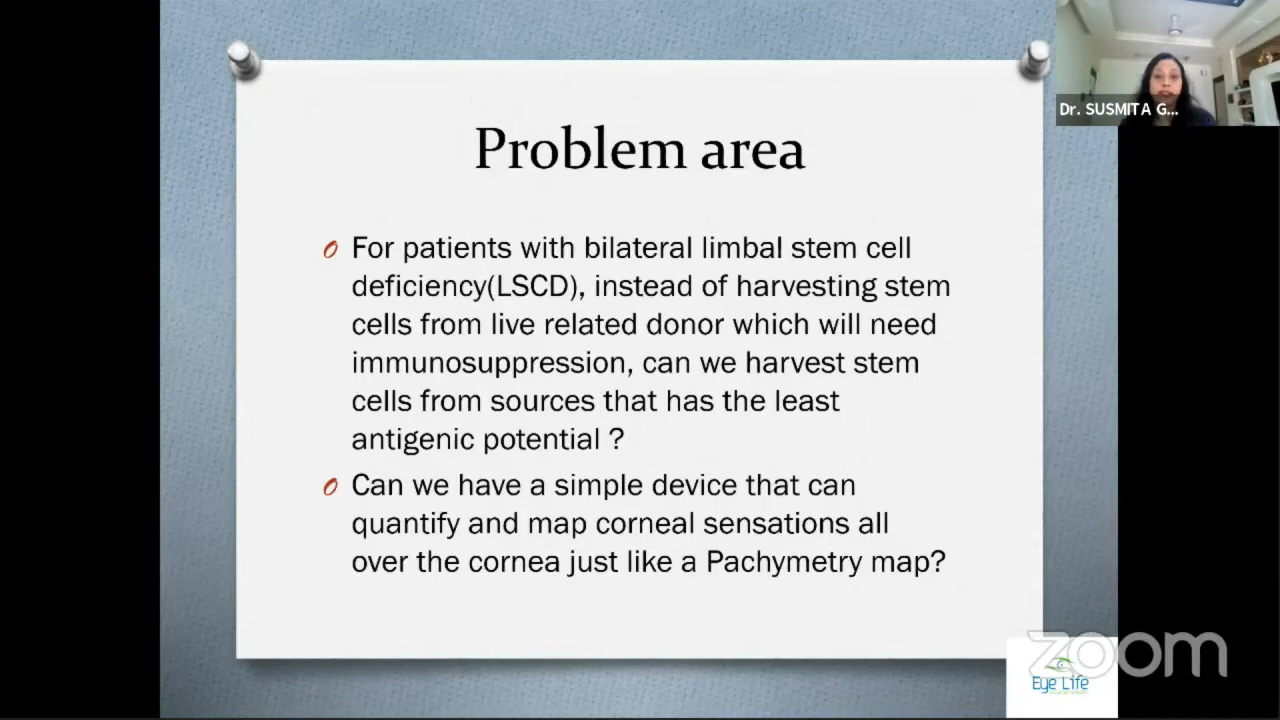 Problem area
For patients with bilateral limbal stem cell
deficiency(LSCD), instead of harvesting stem
cells from live related donor which will need
immunosuppression, can we harvest stem
cells from sources that has the least
antigenic potential ?
Can we have a simple device that can
quantify and map corneal sensations all
over the cornea just like a Pachymetry map?
Dr. SUSMITA G...
zoom
Eye Life